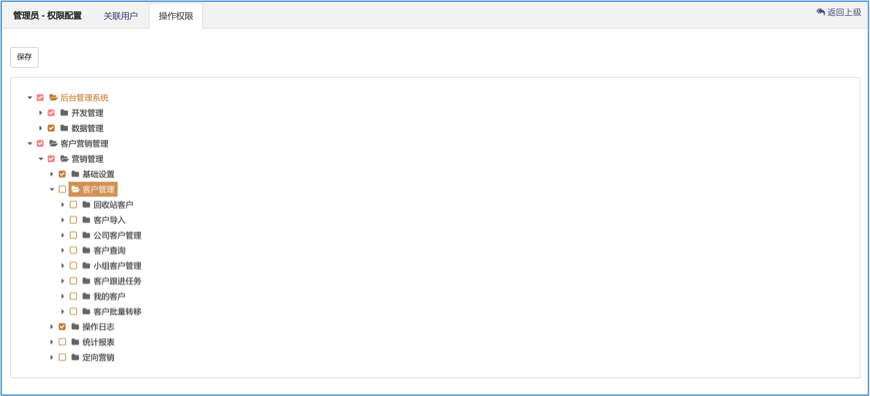 管理员 - 权限配置 关联用户 操作权限 返回上级
保存
后台管理系统
开发管理
数据管理
客户营销管理
营销管理
基础设置
客户管理
回收站客户
客户导入
公司客户管理
客户查询
小组客户管理
客户跟进任务
我的客户
客户批量转移
操作日志
统计报表
定向营销